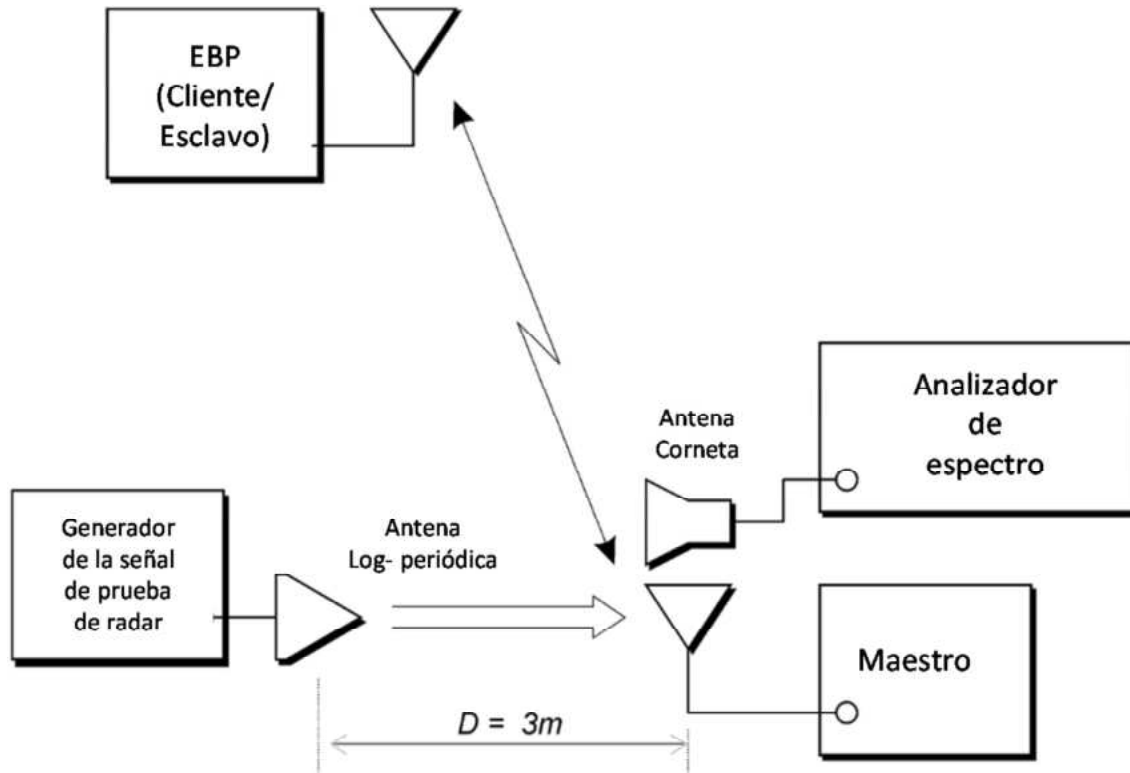 EBP
(Cliente/
Esclavo)
Analizador
de
espectro
Antena
Corneta
Generador
de la señal
de prueba
de radar
Antena
Log- periódica
Maestro
D = 3m